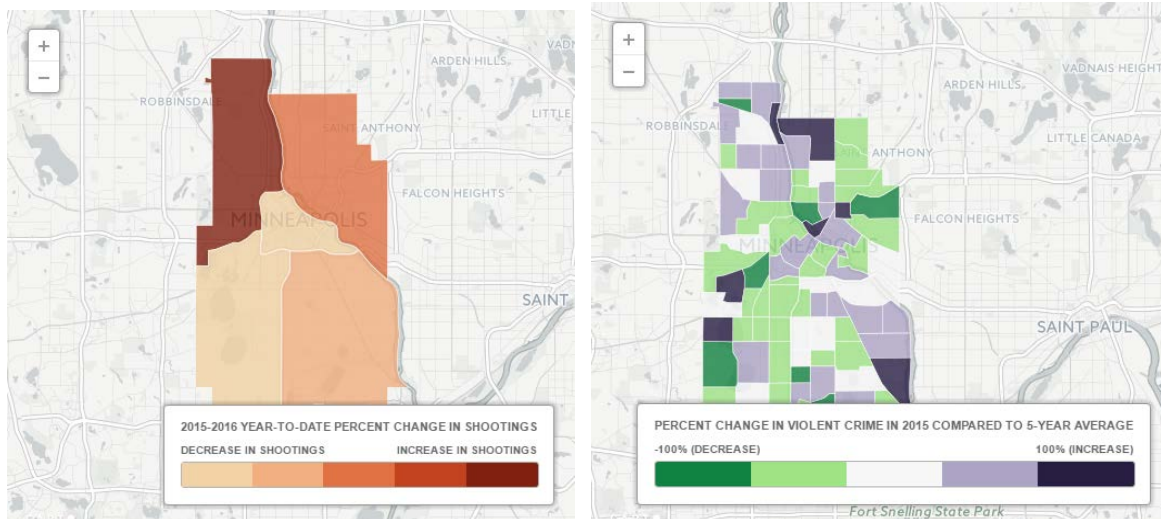 +
−
ROBBINSDALE
ARDEN HILLS
VADNAIS
LITTLE
SAINT ANTHONY
FALCON HEIGHTS
MINNEAPOLIS
SAINT
2015-2016 YEAR-TO-DATE PERCENT CHANGE IN SHOOTINGS
DECREASE IN SHOOTINGS INCREASE IN SHOOTINGS
+
−
ROBBINSDALE
ARDEN HILLS
VADNAIS HEIGHT
LITTLE CANADA
ANTHONY
FALCON HEIGHTS
MINNEAPOLIS
SAINT PAUL
PERCENT CHANGE IN VIOLENT CRIME IN 2015 COMPARED TO 5-YEAR AVERAGE
-100% (DECREASE) 100% (INCREASE)
Fort Snelling State Park